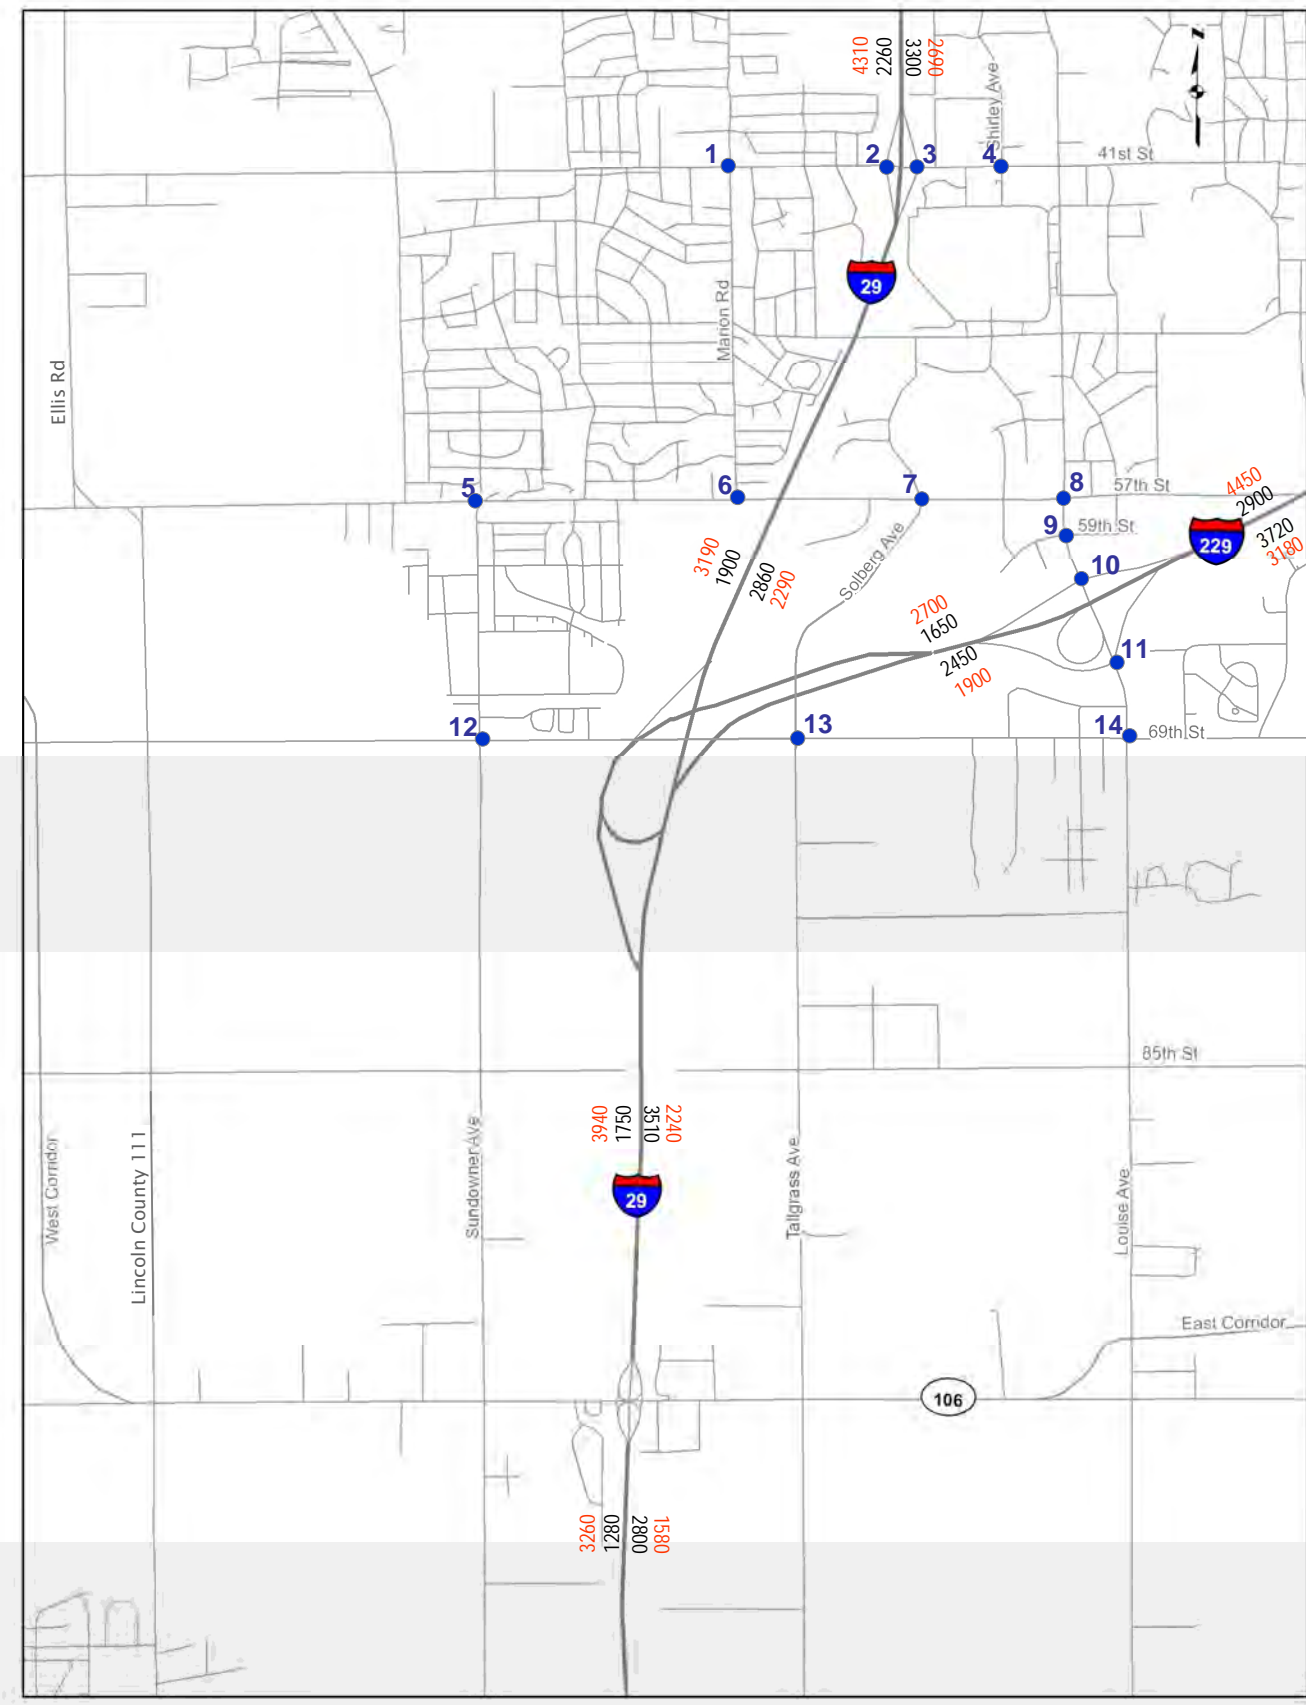 4310
2920
3300
2690
Shirley Ave
z
1
2
3
4
41st St
29
Marion Rd
Ellis Rd
5
6
7
8
57th St
4450
2900
9
59th St
229
3720
3180
3190
1900
2860
2290
Solberg Ave
10
2700
1650
2450
1900
11
12
13
14
69th St
85th St
3940
1750
3510
2240
West Corridor
Lincoln County 111
Sundowner Ave
29
Tallgrass Ave
Louise Ave
East Corridor
106
3260
1280
2800
1580